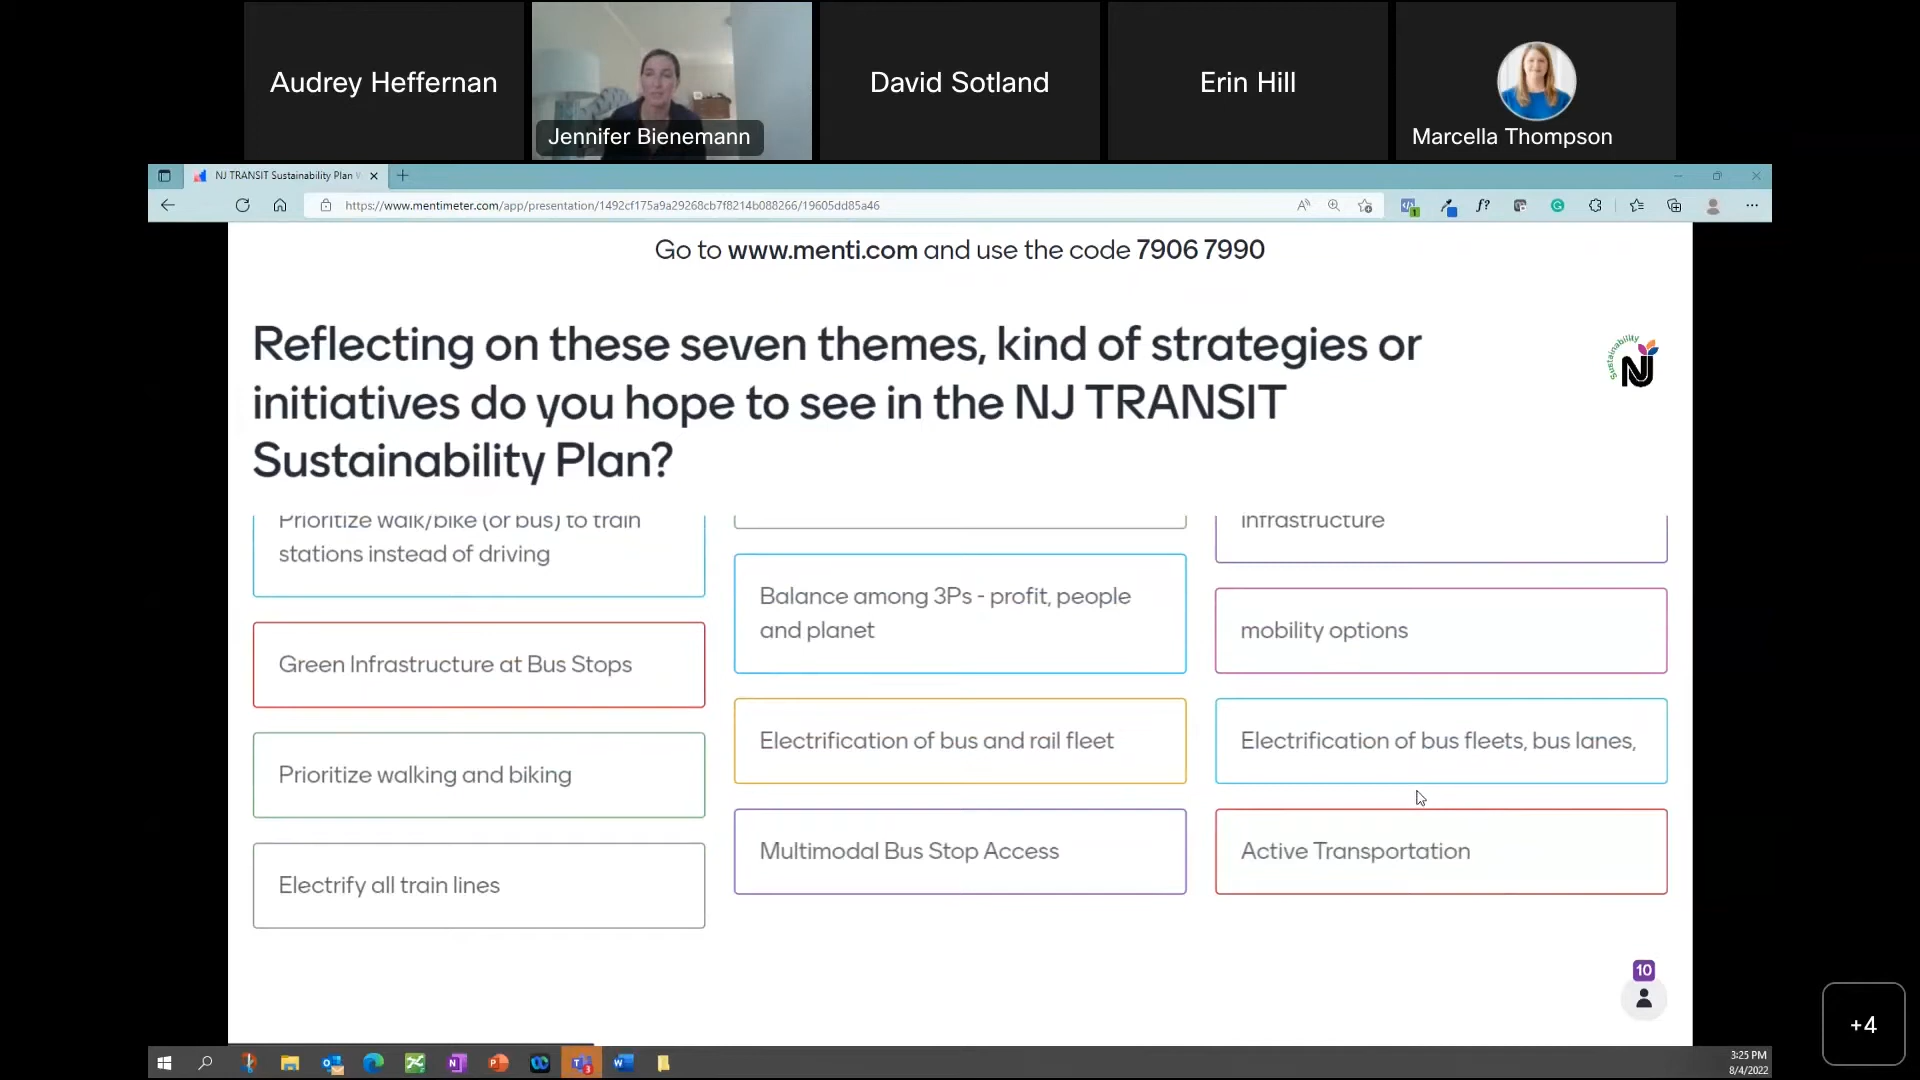 Audrey Heffernan
Jennifer Bienemann
David Sotland
Erin Hill
Marcella Thompson
NJ TRANSIT Sustainability Plan
https://www.mentimeter.com/app/presentation/1492cf175a9a29268cb7f8214b088266/19605dd85a46
Go to www.menti.com and use the code 7906 7990
Reflecting on these seven themes, kind of strategies or
initiatives do you hope to see in the NJ TRANSIT
Sustainability Plan?
Sustainability
NJ
Prioritize walk/bike (or bus) to train
stations instead of driving
Green Infrastructure at Bus Stops
Prioritize walking and biking
Electrify all train lines
Balance among 3Ps - profit, people
and planet
Electrification of bus and rail fleet
Multimodal Bus Stop Access
infrastructure
mobility options
Electrification of bus fleets, bus lanes,
Active Transportation
10
+4
3:25 PM
8/4/2022